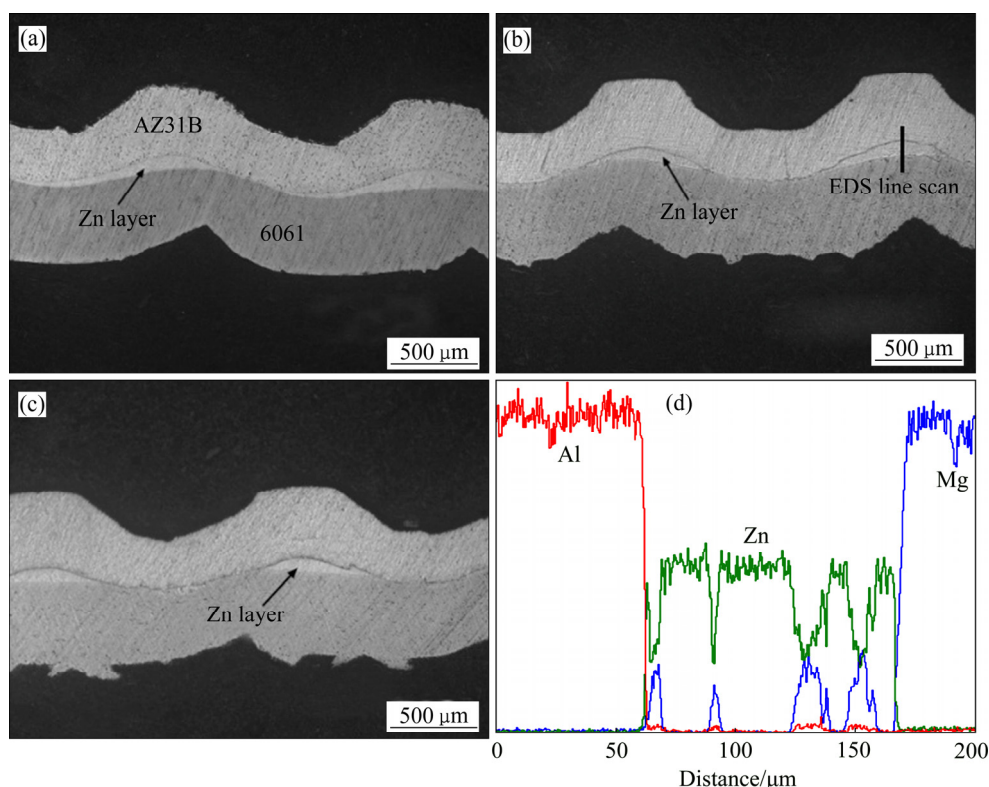 (a)
AZ31B
Zn layer
6061
500 μm
(b)
EDS line scan
Zn layer
500 μm
(c)
Zn layer
500 μm
(d)
Al
Zn
Mg
0 50 100 150 200
Distance/μm